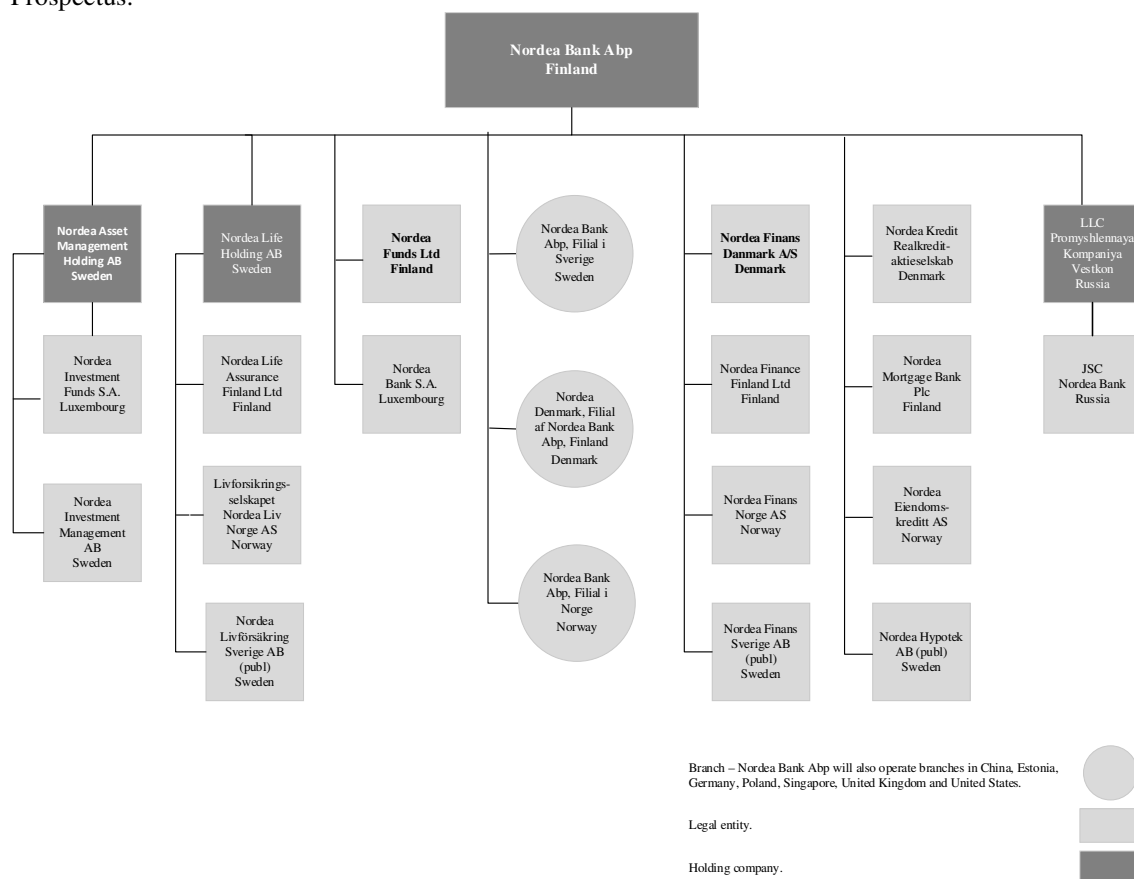 Prospectus.
Nordea Bank Abp
Finland
Nordea Asset
Management
Holding AB
Sweden
Nordea Investment
Funds S.A.
Luxembourg
Nordea
Investment
Management
AB
Sweden
Nordea Life
Holding AB
Sweden
Nordea Life
Assurance
Finland Ltd
Finland
Livforsikrings-
selskapet
Nordea Liv
Norge AS
Norway
Nordea
Livförsäkring
Sverige AB
(publ)
Sweden
Nordea
Funds Ltd
Finland
Nordea
Bank S.A.
Luxembourg
Nordea Bank
Abp, Filial i
Sverige
Sweden
Nordea
Denmark, Filial
af Nordea Bank
Abp, Finland
Denmark
Nordea Bank
Abp, Filial i
Norge
Norway
Nordea Finans
Danmark A/S
Denmark
Nordea Finance
Finland Ltd
Finland
Nordea Finans
Norge AS
Norway
Nordea Finans
Sverige AB
(publ)
Sweden
Nordea Kredit
Realkredit-
aktieselskab
Denmark
Nordea
Mortgage Bank
Plc
Finland
Nordea
Eiendoms-
kreditt AS
Norway
Nordea Hypotek
AB (publ)
Sweden
LLC
Promyshlennaya
Kompaniya
Vestkon
Russia
JSC
Nordea Bank
Russia
Branch – Nordea Bank Abp will also operate branches in China, Estonia,
Germany, Poland, Singapore, United Kingdom and United States.
Legal entity.
Holding company.